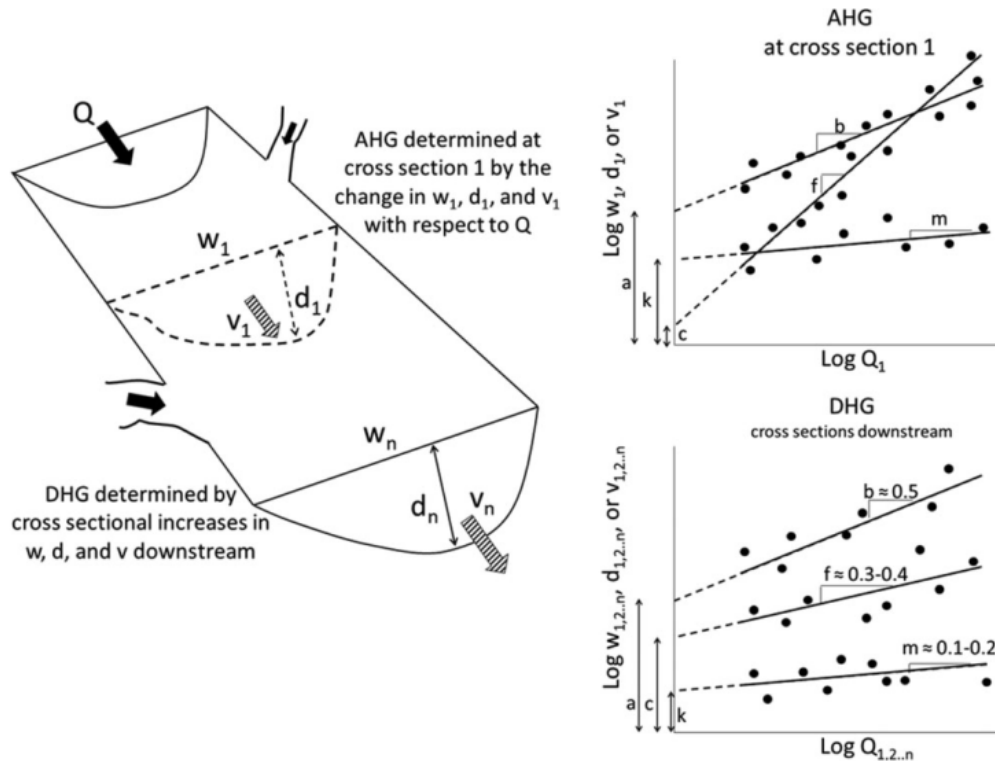 Q
AHG determined at
cross section 1 by the
change in w₁, d₁, and v₁
with respect to Q
w₁
d₁
v₁
wₙ
dₙ
vₙ
DHG determined by
cross sectional increases in
w, d, and v downstream
AHG
at cross section 1
Log w₁, d₁, or v₁
b
f
m
a
k
c
Log Q₁
DHG
cross sections downstream
Log w₁,₂..ₙ, d₁,₂..ₙ, or v₁,₂..ₙ
b ≈ 0.5
f ≈ 0.3-0.4
m ≈ 0.1-0.2
a
c
k
Log Q₁,₂..ₙ